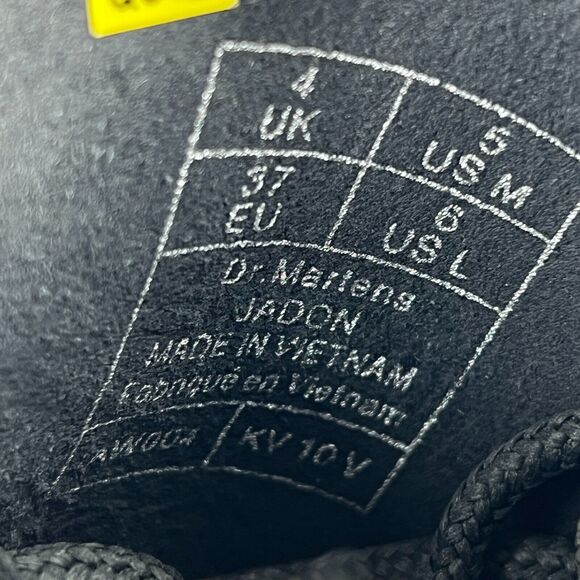 4
UK
5
US M
37
EU
6
US L
Dr. Martens
JADON
MADE IN VIETNAM
Fabriqué en Vietnam
AW004
KV 10 V